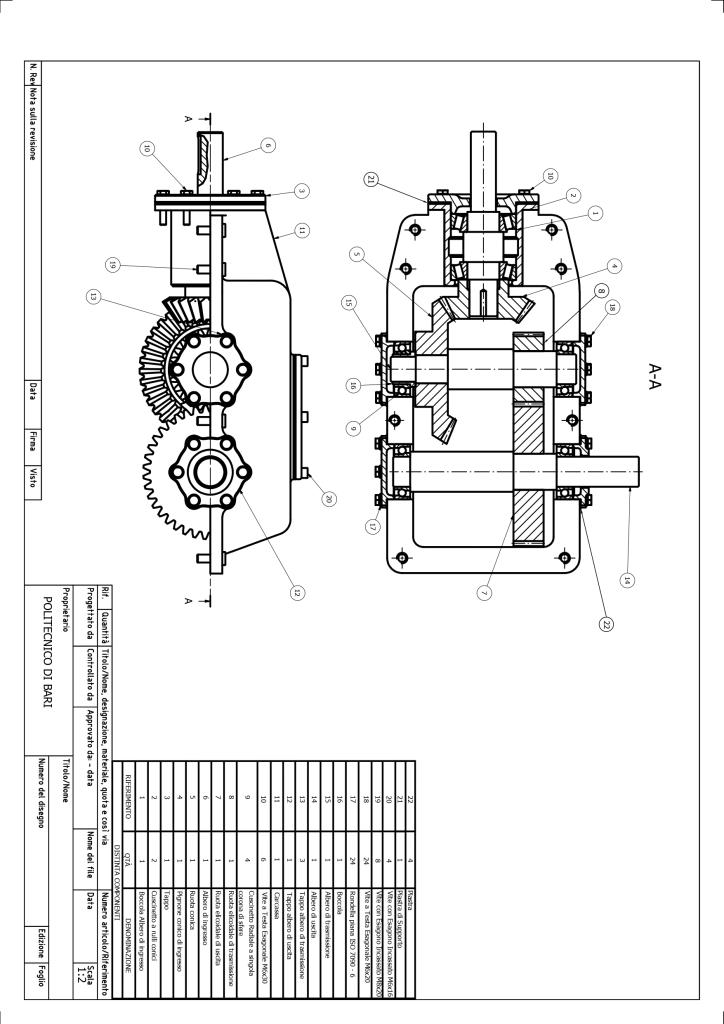 A-A
A
A
6
10
3
11
19
13
20
12
21
10
2
1
5
4
8
18
15
16
9
17
14
7
22
N. Rev
Nota sulla revisione
Data
Firma
Visto
22 4 Piastra
21 1 Piastra di supporto
20 4 Vite con Esagono Incassato M6x16
19 8 Vite con Esagono Incassato M6x20
18 24 Vite a Testa Esagonale M6x20
17 24 Randella piana ISO 7090 - 6
16 1 Boccola
15 1 Albero di trasmissione
14 1 Albero di uscita
13 3 Tappo albero di trasmissione
12 1 Tappo albero di uscita
11 1 Carcassa
10 6 Vite a Testa Esagonale M6x30
9 4 Cuscinetto Radiale a singola corona di sfere
8 1 Ruota elicoidale di trasmissione
7 1 Ruota elicoidale di uscita
6 1 Albero di ingresso
5 1 Ruota conica
4 1 Pignone conico di ingresso
3 1 Tappo
2 2 Cuscinetto a rulli conici
1 1 Boccola Albero di ingresso
RIFERIMENTO QTÀ DENOMINAZIONE
DISTINTA COMPONENTI
Rif. Quantità Titolo/Nome, designazione, materiale, quota e così via Numero articolo/Riferimento
Progettato da Controllato da Approvato da: - data Nome del file Data Scala
1:2
Proprietario
POLITECNICO DI BARI
Titolo/Nome
Numero del disegno Edizione Foglio